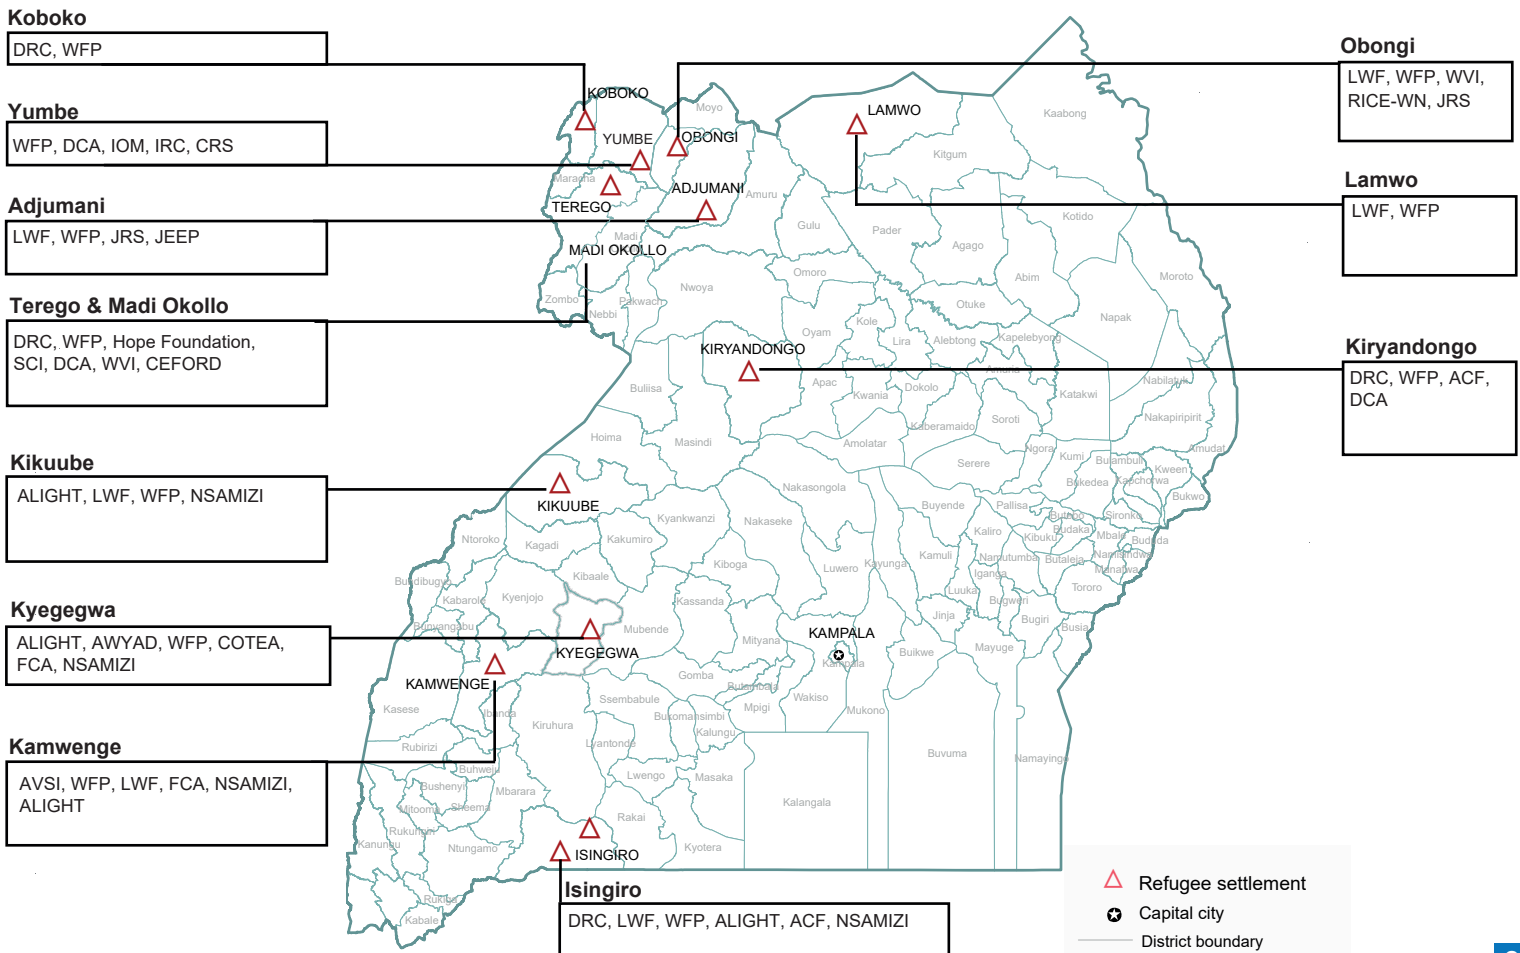 Koboko
DRC, WFP
Yumbe
WFP, DCA, IOM, IRC, CRS
Adjumani
LWF, WFP, JRS, JEEP
Terego & Madi Okollo
DRC, WFP, Hope Foundation,
SCI, DCA, WVI, CEFORD
Kikuube
ALIGHT, LWF, WFP, NSAMIZI
Kyegegwa
ALIGHT, AWYAD, WFP, COTEA,
FCA, NSAMIZI
Kamwenge
AVSI, WFP, LWF, FCA, NSAMIZI,
ALIGHT
Isingiro
DRC, LWF, WFP, ALIGHT, ACF, NSAMIZI
Obongi
LWF, WFP, WVI,
RICE-WN, JRS
Lamwo
LWF, WFP
Kiryandongo
DRC, WFP, ACF,
DCA
KOBOKO
Moyo
YUMBE
OBONGI
LAMWO
Kaabong
Kitgum
Maracha
TEREGO
ADJUMANI
Amuru
Gulu
Pader
Agago
Kotido
Madi
MADI OKOLLO
Omoro
Abim
Moroto
Zombo
Nebbi
Pakwach
Nwoya
Otuke
Napak
Oyam
Kole
Lira
Alebtong
Kapelebyong
KIRYANDONGO
Amuria
Buliisa
Apac
Kwania
Dokolo
Katakwi
Nabilatuk
Nakapiripirit
Hoima
Masindi
Amolatar
Kaberamaido
Soroti
Amudat
Serere
Ngora
Kumi
Bulambuli
Kween
Bukedea
Kapchorwa
Bukwo
KIKUUBE
Nakasongola
Buyende
Pallisa
Butebo
Sironko
Kyankwanzi
Nakaseke
Kaliro
Kibuku
Budaka
Mbale
Bududa
Ntoroko
Kagadi
Kakumiro
Kiboga
Luwero
Kayunga
Kamuli
Namutumba
Butaleja
Namisindwa
Manafwa
Bundibugyo
Kibaale
Iganga
Luuka
Bugweri
Tororo
Kabarole
Kyenjojo
Kassanda
Jinja
Bugiri
Busia
Bunyangabu
Mubende
Mityana
KAMPALA
Kampala
Buikwe
Mayuge
KYEGEGWA
KAMWENGE
Gomba
Butambala
Wakiso
Mukono
Mpigi
Kasese
Ibanda
Kiruhura
Ssembabule
Bukomansimbi
Kalungu
Lyantonde
Rubirizi
Buhweju
Lwengo
Masaka
Buvuma
Namayingo
Bushenyi
Mbarara
Kalangala
Mitooma
Sheema
Rukungiri
Rakai
Kanungu
Ntungamo
ISINGIRO
Kyotera
Rukiga
Kabale
Refugee settlement
Capital city
District boundary